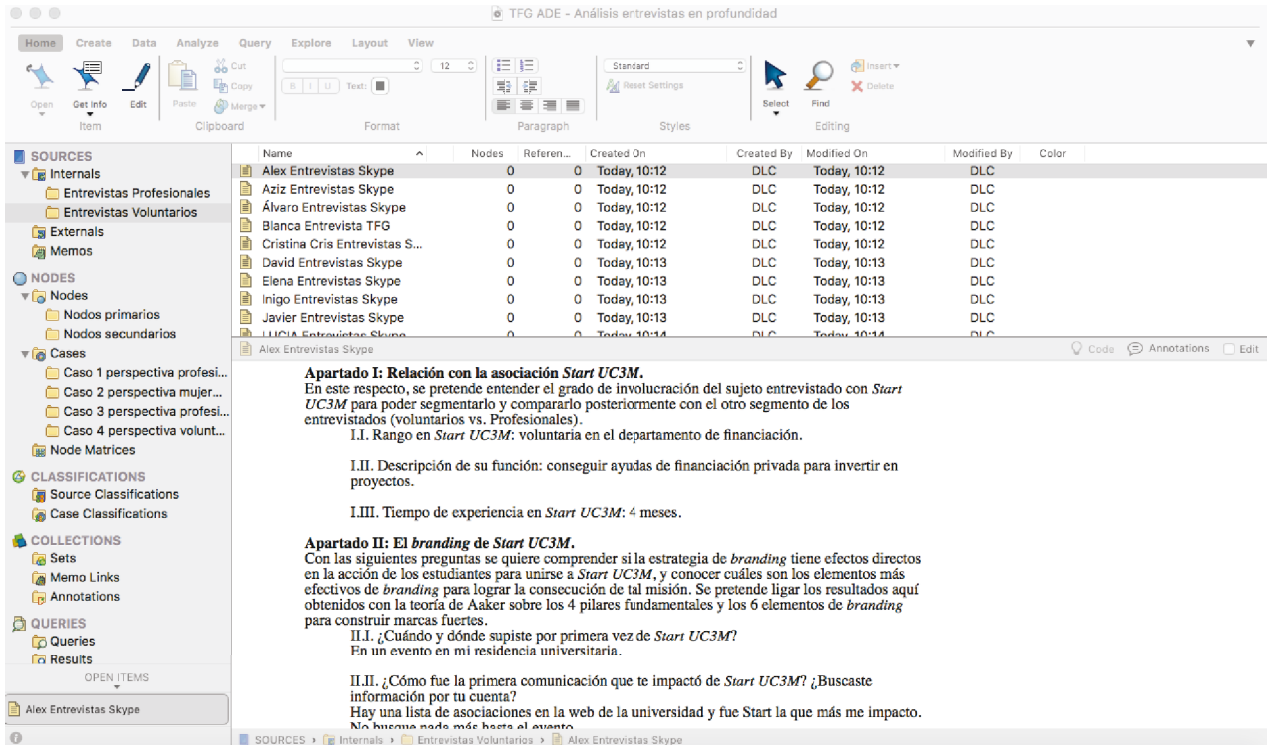 TFG ADE - Análisis ertrevistas en profundidad
Home Create Data Analyze Query Explore Layout View
Open Get Info Edit Paste Cut Copy Merge 12 B I U Text: Standard Reset Settings Select Find Insert Delete
Item Clipboard Format Paragraph Styles Editing
SOURCES
Internals
Entrevistas Profesionales
Entrevistas Voluntarios
Externals
Memos
NODES
Nodes
Nodos primarios
Nodos secundarios
Cases
Caso 1 perspectiva profesi...
Caso 2 perspectiva mujer...
Caso 3 perspectiva profesi...
Caso 4 perspectiva volunt...
Node Matrices
CLASSIFICATIONS
Source Classifications
Case Classifications
COLLECTIONS
Sets
Memo Links
Annotations
QUERIES
Queries
Results
OPEN ITEMS
Alex Entrevistas Skype
Name Nodes Referen... Created On Created By Modified On Modified By Color
Alex Entrevistas Skype 0 0 Today, 10:12 DLC Today, 10:12 DLC
Aziz Entrevistas Skype 0 0 Today, 10:12 DLC Today, 10:12 DLC
Álvaro Entrevistas Skype 0 0 Today, 10:12 DLC Today, 10:12 DLC
Blanca Entrevista TFG 0 0 Today, 10:12 DLC Today, 10:12 DLC
Cristina Cris Entrevistas S... 0 0 Today, 10:12 DLC Today, 10:12 DLC
David Entrevistas Skype 0 0 Today, 10:13 DLC Today, 10:13 DLC
Elena Entrevistas Skype 0 0 Today, 10:13 DLC Today, 10:13 DLC
Inigo Entrevistas Skype 0 0 Today, 10:13 DLC Today, 10:13 DLC
Javier Entrevistas Skype 0 0 Today, 10:13 DLC Today, 10:13 DLC
LUCIA Entrevistas Skype 0 0 Today, 10:14 DLC Today, 10:14 DLC
Alex Entrevistas Skype Code Annotations Edit
Apartado I: Relación con la asociación Start UC3M.
En este respecto, se pretende entender el grado de involucración del sujeto entrevistado con Start
UC3M para poder segmentarlo y compararlo posteriormente con el otro segmento de los
entrevistados (voluntarios vs. Profesionales).
I.I. Rango en Start UC3M: voluntaria en el departamento de financiación.
I.II. Descripción de su función: conseguir ayudas de financiación privada para invertir en
proyectos.
I.III. Tiempo de experiencia en Start UC3M: 4 meses.
Apartado II: El branding de Start UC3M.
Con las siguientes preguntas se quiere comprender si la estrategia de branding tiene efectos directos
en la acción de los estudiantes para unirse a Start UC3M, y conocer cuáles son los elementos más
efectivos de branding para lograr la consecución de tal misión. Se pretende ligar los resultados aquí
obtenidos con la teoría de Aaker sobre los 4 pilares fundamentales y los 6 elementos de branding
para construir marcas fuertes.
II.I. ¿Cuándo y dónde supiste por primera vez de Start UC3M?
En un evento en mi residencia universitaria.
II.II. ¿Cómo fue la primera comunicación que te impactó de Start UC3M? ¿Buscaste
información por tu cuenta?
Hay una lista de asociaciones en la web de la universidad y fue Start la que más me impacto.
No busque nada más hasta el evento
SOURCES › Internals › Entrevistas Voluntarios › Alex Entrevistas Skype